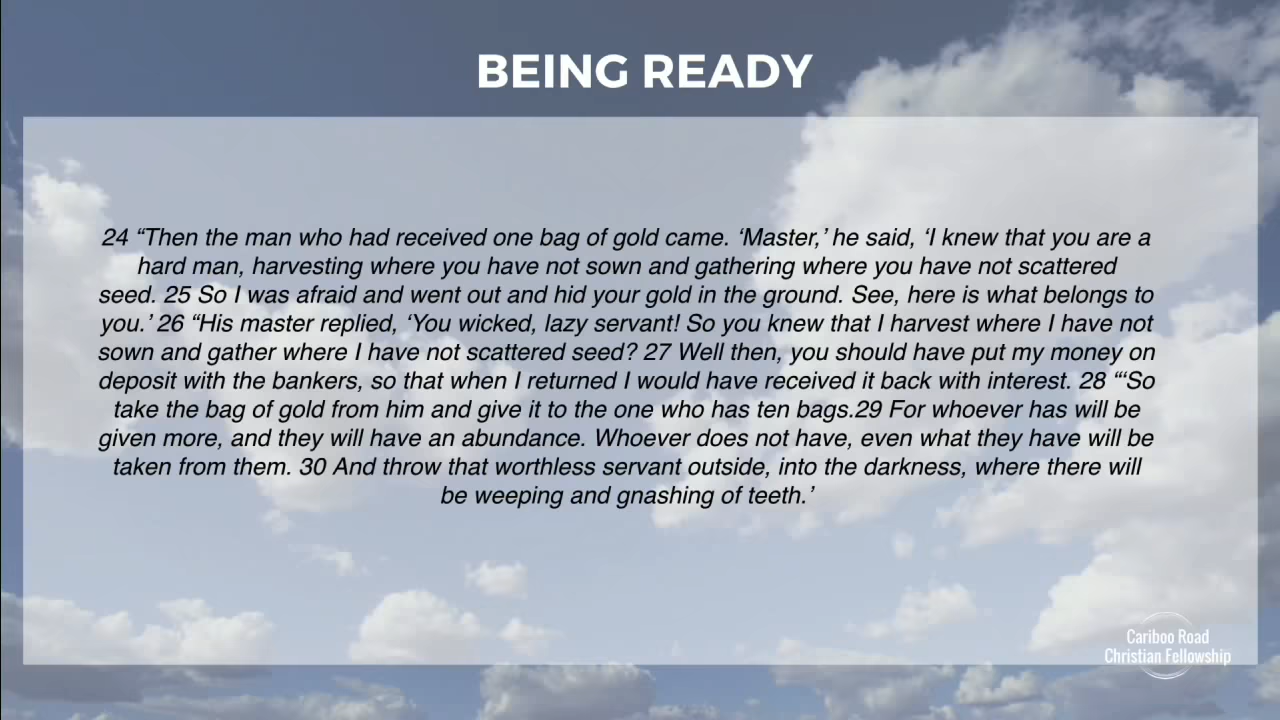 BEING READY
24 “Then the man who had received one bag of gold came. ‘Master,’ he said, ‘I knew that you are a
hard man, harvesting where you have not sown and gathering where you have not scattered
seed. 25 So I was afraid and went out and hid your gold in the ground. See, here is what belongs to
you.’ 26 “His master replied, ‘You wicked, lazy servant! So you knew that I harvest where I have not
sown and gather where I have not scattered seed? 27 Well then, you should have put my money on
deposit with the bankers, so that when I returned I would have received it back with interest. 28 “‘So
take the bag of gold from him and give it to the one who has ten bags.29 For whoever has will be
given more, and they will have an abundance. Whoever does not have, even what they have will be
taken from them. 30 And throw that worthless servant outside, into the darkness, where there will
be weeping and gnashing of teeth.’
Cariboo Road
Christian Fellowship